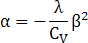 α = −λ/C_V β²